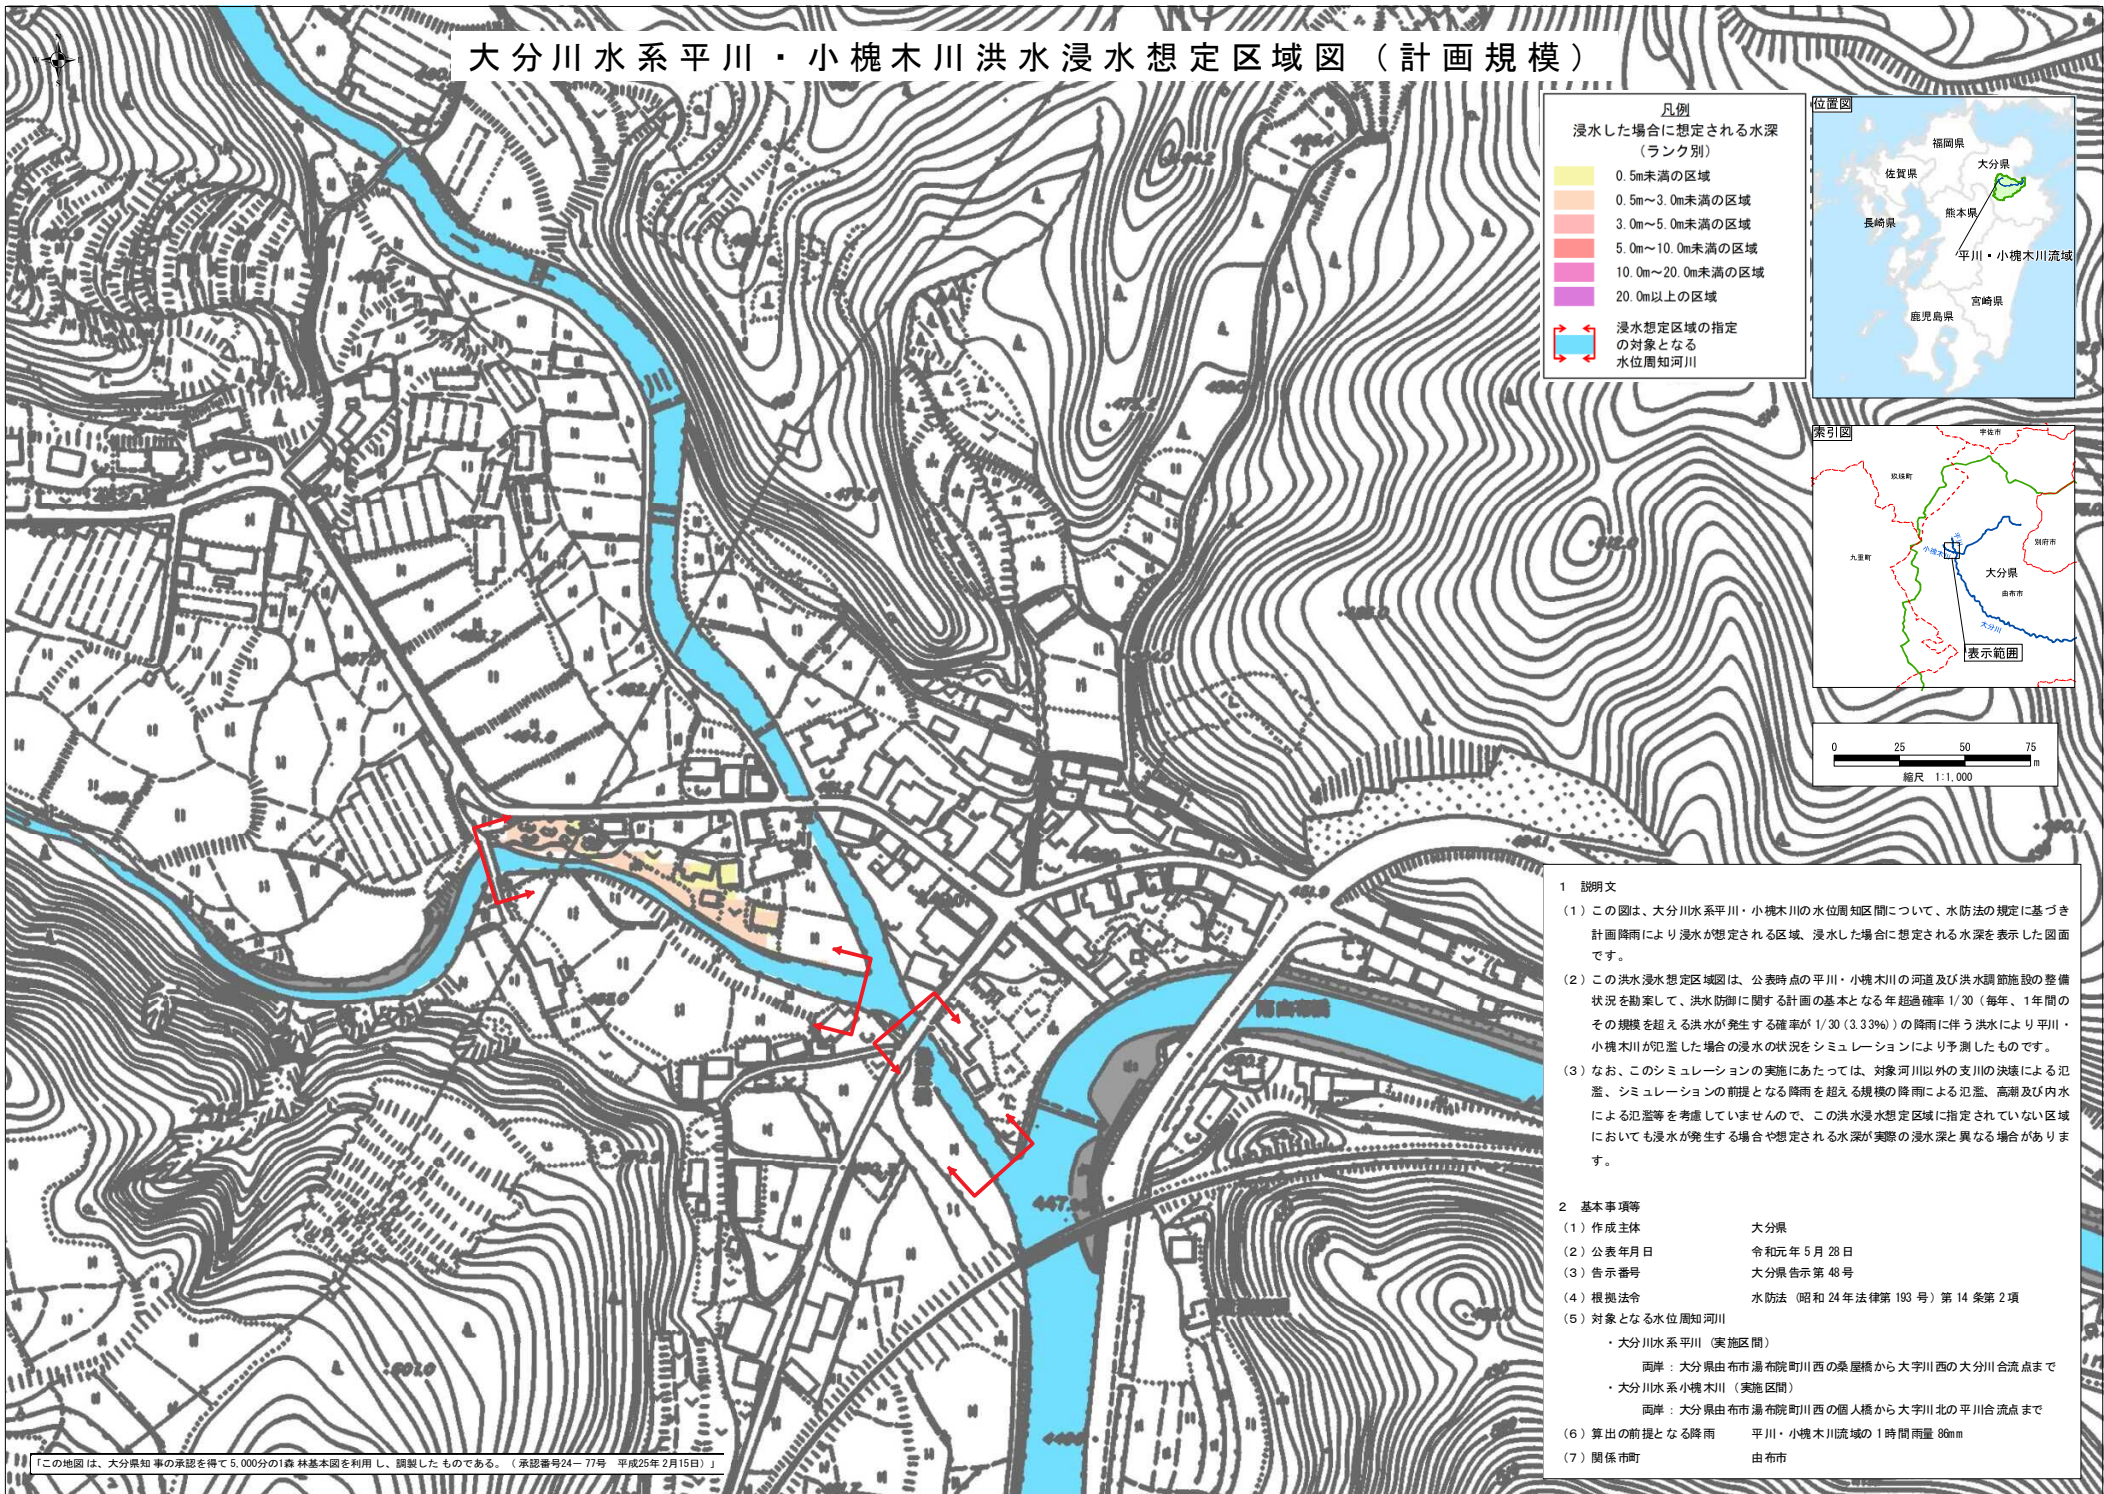 大分川水系平川・小槐木川洪水浸水想定区域図（計画規模）
凡例
浸水した場合に想定される水深
（ランク別）
0.5m未満の区域
0.5m～3.0m未満の区域
3.0m～5.0m未満の区域
5.0m～10.0m未満の区域
10.0m～20.0m未満の区域
20.0m以上の区域
浸水想定区域の指定
の対象となる
水位周知河川
位置図
福岡県
大分県
佐賀県
熊本県
長崎県
平川・小槐木川流域
宮崎県
鹿児島県
索引図
宇佐市
玖珠町
別府市
九重町
小槐木川
大分県
由布市
大分川
表示範囲
0 25 50 75
m
縮尺 1:1,000
1 説明文
（1）この図は、大分川水系平川・小槐木川の水位周知区間について、水防法の規定に基づき
計画降雨により浸水が想定される区域、浸水した場合に想定される水深を表示した図面
です。
（2）この洪水浸水想定区域図は、公表時点の平川・小槐木川の河道及び洪水調節施設の整備
状況を勘案して、洪水防御に関する計画の基本となる年超過確率1/30（毎年、1年間の
その規模を超える洪水が発生する確率が1/30（3.33%））の降雨に伴う洪水により平川・
小槐木川が氾濫した場合の浸水の状況をシミュレーションにより予測したものです。
（3）なお、このシミュレーションの実施にあたっては、対象河川以外の支川の決壊による氾
濫、シミュレーションの前提となる降雨を超える規模の降雨による氾濫、高潮及び内水
による氾濫等を考慮していませんので、この洪水浸水想定区域に指定されていない区域
においても浸水が発生する場合や想定される水深が実際の浸水深と異なる場合がありま
す。
2 基本事項等
（1）作成主体 大分県
（2）公表年月日 令和元年5月28日
（3）告示番号 大分県告示第48号
（4）根拠法令 水防法（昭和24年法律第193号）第14条第2項
（5）対象となる水位周知河川
・大分川水系平川（実施区間）
両岸：大分県由布市湯布院町川西の桑屋橋から大字川西の大分川合流点まで
・大分川水系小槐木川（実施区間）
両岸：大分県由布市湯布院町川西の個人橋から大字川北の平川合流点まで
（6）算出の前提となる降雨 平川・小槐木川流域の1時間雨量86mm
（7）関係市町 由布市
「この地図は、大分県知事の承認を得て5,000分の1森林基本図を利用し、調製したものである。（承認番号24－77号 平成25年2月15日）」